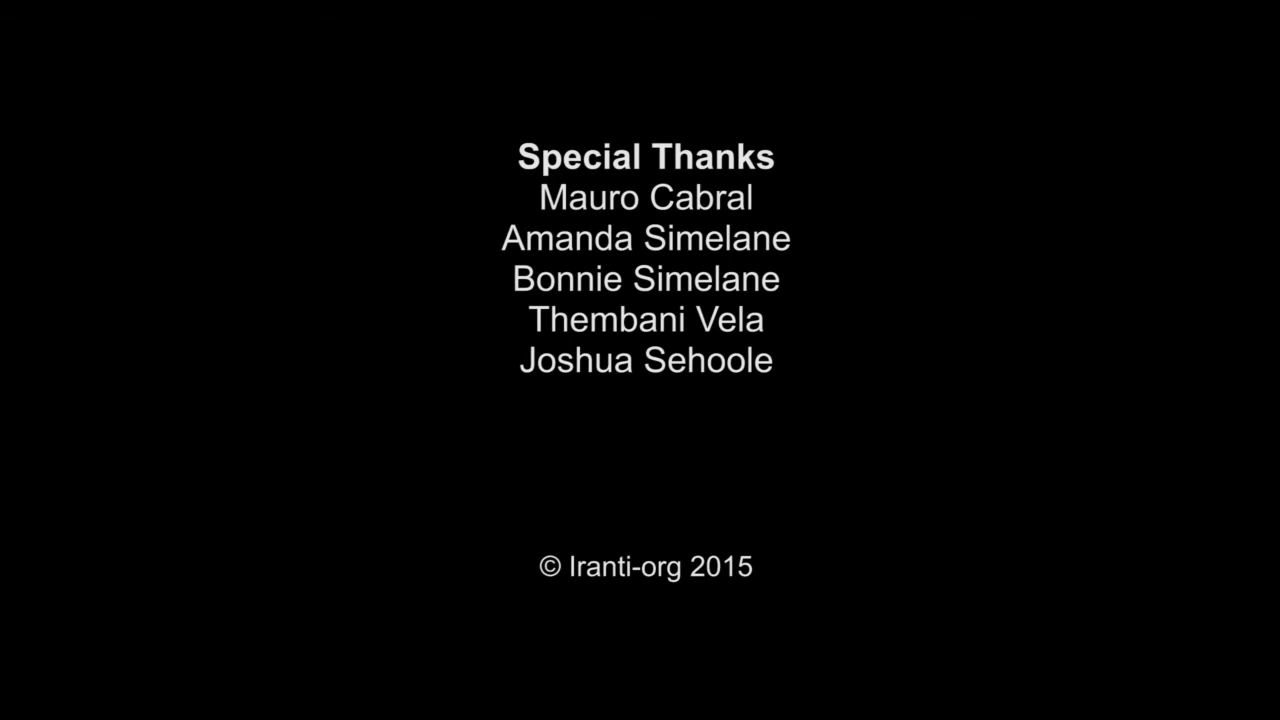 Special Thanks
Mauro Cabral
Amanda Simelane
Bonnie Simelane
Thembani Vela
Joshua Sehoole
© Iranti-org 2015